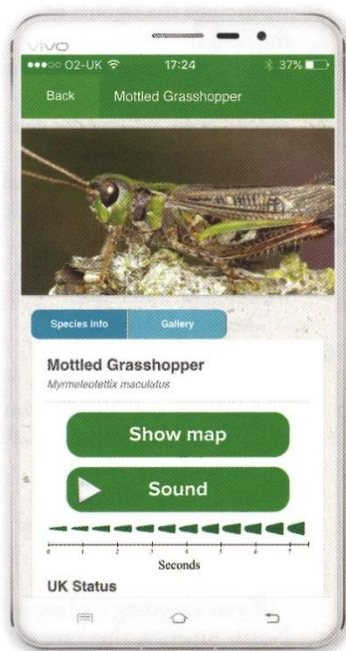 vivo
O2-UK 17:24 37%
Back Mottled Grasshopper
Species info Gallery
Mottled Grasshopper
Myrmeleotettix maculatus
Show map
Sound
0 1 2 3 4 5 6 7
Seconds
UK Status